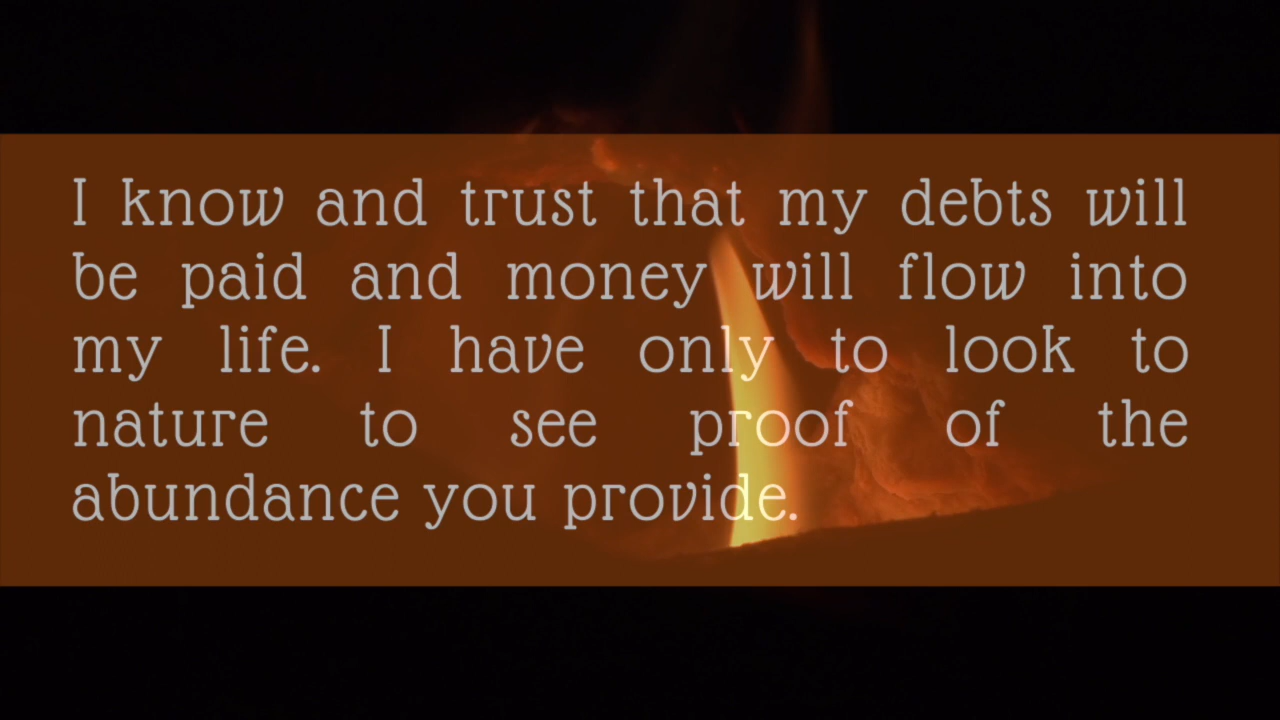 I know and trust that my debts will
be paid and money will flow into
my life. I have only to look to
nature to see proof of the
abundance you provide.